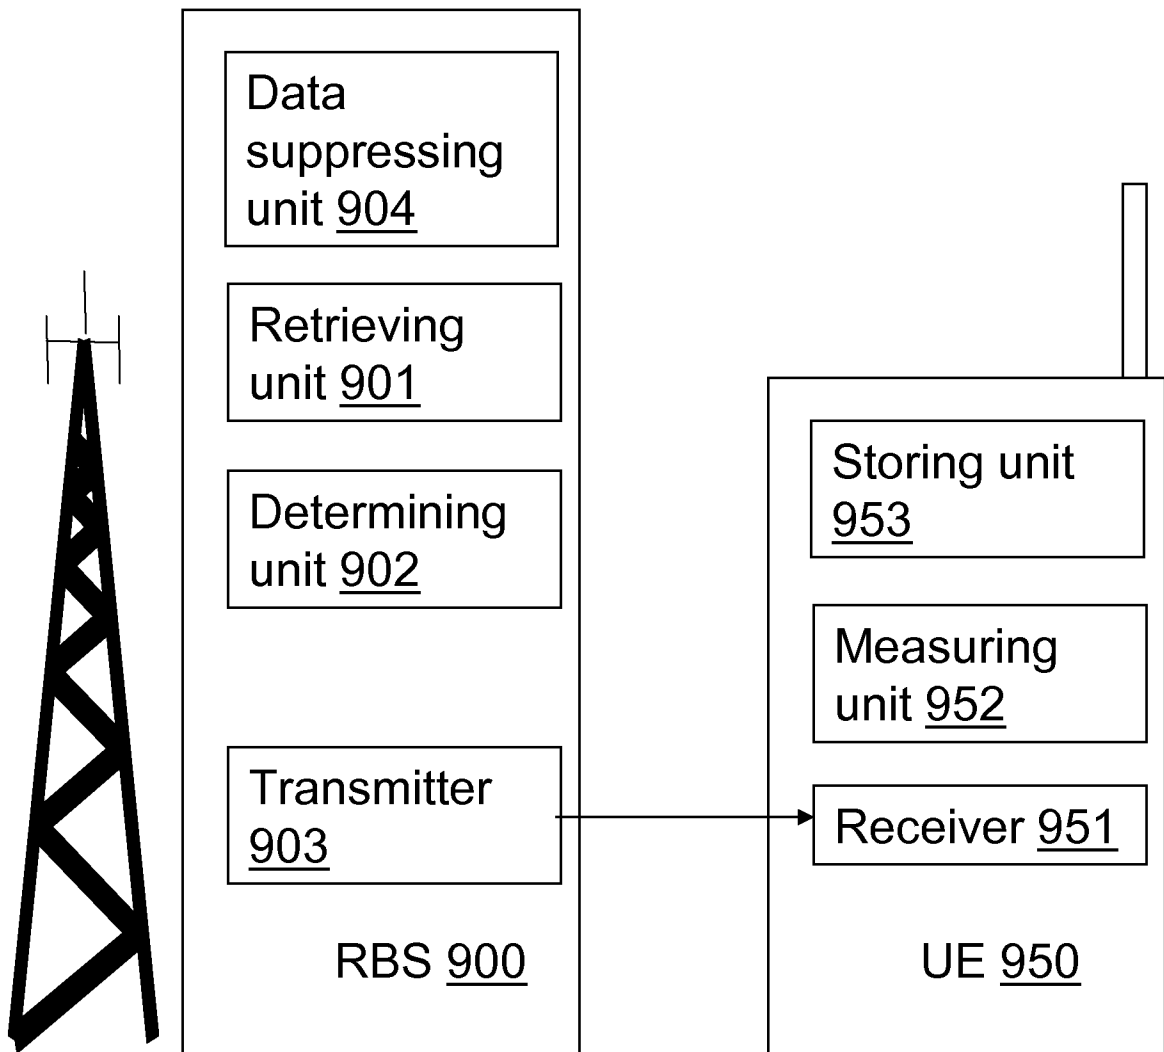 Data
suppressing
unit 904
Retrieving
unit 901
Determining
unit 902
Transmitter
903
RBS 900
Storing unit
953
Measuring
unit 952
Receiver 951
UE 950